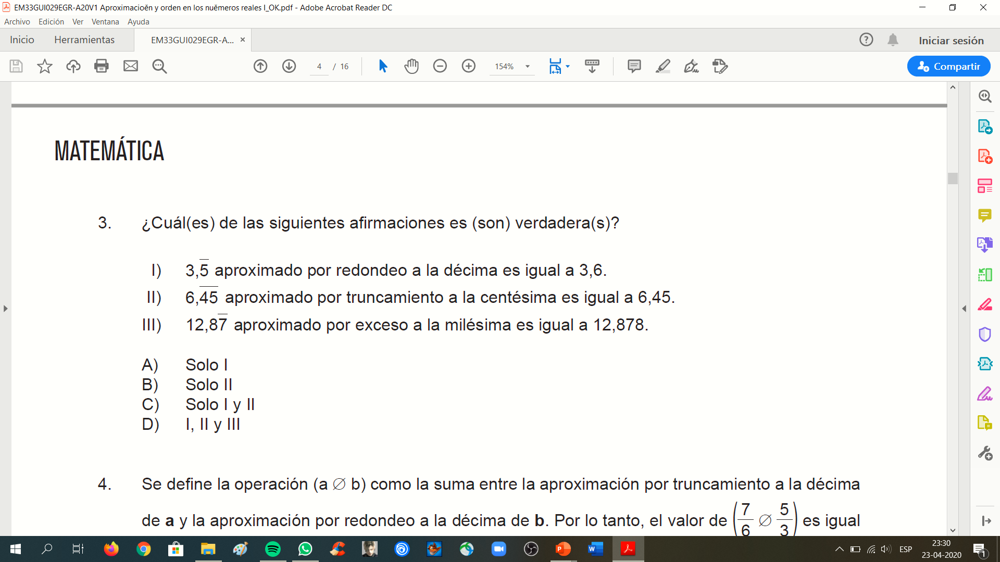 EM33GUI029EGR-A20V1 Aproximacioěn y orden en los nuěmeros reales I_OK.pdf - Adobe Acrobat Reader DC
Archivo Edición Ver Ventana Ayuda
Inicio Herramientas EM33GUI029EGR-A... × Iniciar sesión
4 / 16 154% Compartir
MATEMÁTICA
3. ¿Cuál(es) de las siguientes afirmaciones es (son) verdadera(s)?
I) 3,5̅ aproximado por redondeo a la décima es igual a 3,6.
II) 6,4̅5̅ aproximado por truncamiento a la centésima es igual a 6,45.
III) 12,87̅ aproximado por exceso a la milésima es igual a 12,878.
A) Solo I
B) Solo II
C) Solo I y II
D) I, II y III
4. Se define la operación (a ∅ b) como la suma entre la aproximación por truncamiento a la décima
de a y la aproximación por redondeo a la décima de b. Por lo tanto, el valor de (7/6 ∅ 5/3) es igual
ESP
23:30
23-04-2020
1